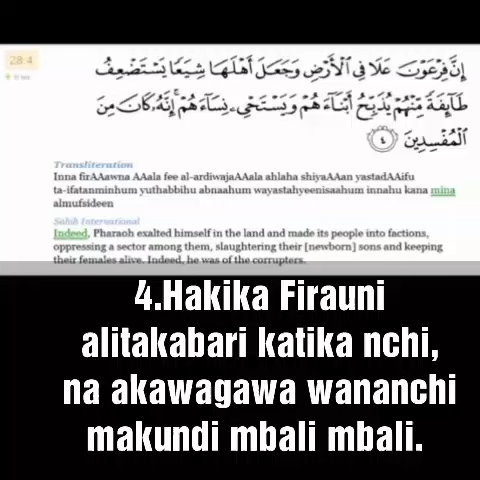 28:4
إِنَّ فِرْعَوْنَ عَلَا فِي الْأَرْضِ وَجَعَلَ أَهْلَهَا شِيَعًا يَسْتَضْعِفُ
طَائِفَةً مِنْهُمْ يُذَبِّحُ أَبْنَاءَهُمْ وَيَسْتَحْيِي نِسَاءَهُمْ ۚ إِنَّهُ كَانَ مِنَ
الْمُفْسِدِينَ ٤
Transliteration
Inna firAAawna AAala fee al-ardiwajaAAala ahlaha shiyaAAan yastadAAifu
ta-ifatanminhum yuthabbihu abnaahum wayastahyeenisaahum innahu kana mina
almufsideen
Sahih International
Indeed, Pharaoh exalted himself in the land and made its people into factions,
oppressing a sector among them, slaughtering their [newborn] sons and keeping
their females alive. Indeed, he was of the corrupters.
4.Hakika Firauni
alitakabari katika nchi,
na akawagawa wananchi
makundi mbali mbali.